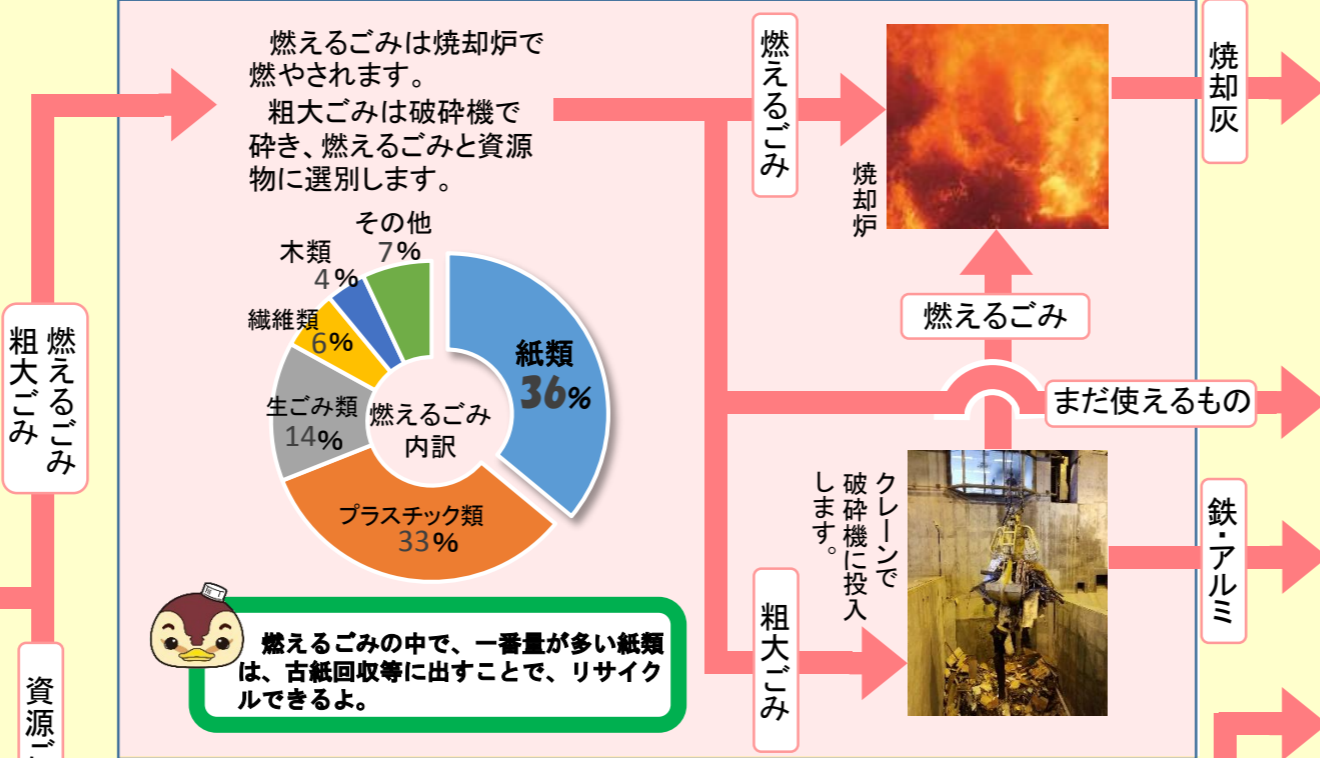 燃えるごみは焼却炉で
燃やされます。
粗大ごみは破砕機で
砕き、燃えるごみと資源
物に選別します。
燃えるごみ
粗大ごみ
資源ご
その他
7%
木類
4%
繊維類
6%
生ごみ類
14%
紙類
36%
プラスチック類
33%
燃えるごみ
内訳
燃えるごみの中で、一番量が多い紙類
は、古紙回収等に出すことで、リサイク
ルできるよ。
燃えるごみ
焼却炉
焼却灰
燃えるごみ
まだ使えるもの
クレーンで
破砕機に投入
します。
粗大ごみ
鉄・アルミ